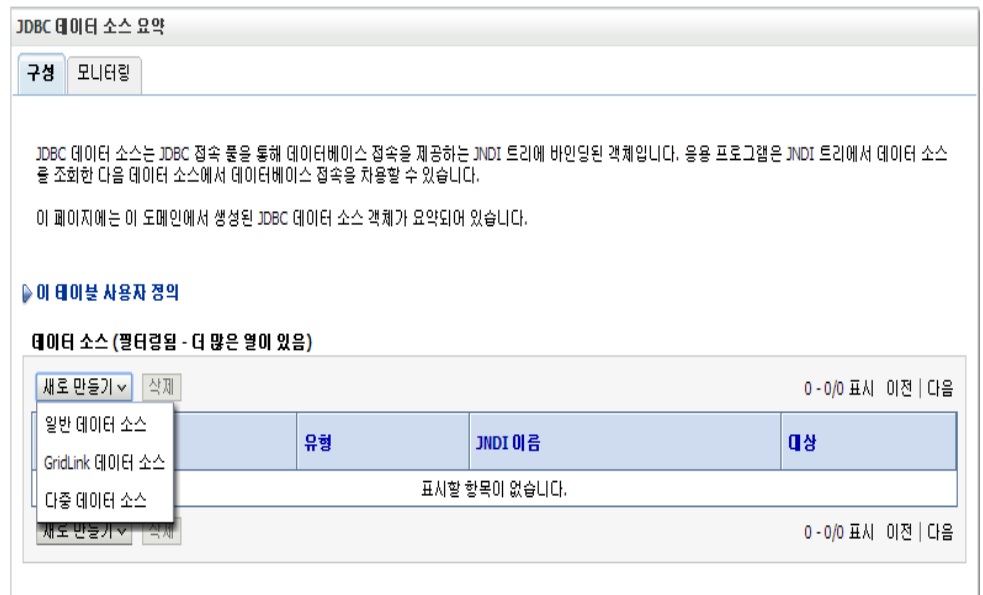 JDBC 데이터 소스 요약
구성 모니터링
JDBC 데이터 소스는 JDBC 접속 풀을 통해 데이터베이스 접속을 제공하는 JNDI 트리에 바인딩된 객체입니다. 응용 프로그램은 JNDI 트리에서 데이터 소스
를 조회한 다음 데이터 소스에서 데이터베이스 접속을 차용할 수 있습니다.
이 페이지에는 이 도메인에서 생성된 JDBC 데이터 소스 객체가 요약되어 있습니다.
이 테이블 사용자 정의
데이터 소스 (필터링됨 - 더 많은 열이 있음)
새로 만들기 삭제 0 - 0/0 표시 이전 | 다음
일반 데이터 소스
GridLink 데이터 소스
다중 데이터 소스
유형 JNDI 이름 대상
표시할 항목이 없습니다.
새로 만들기 삭제 0 - 0/0 표시 이전 | 다음